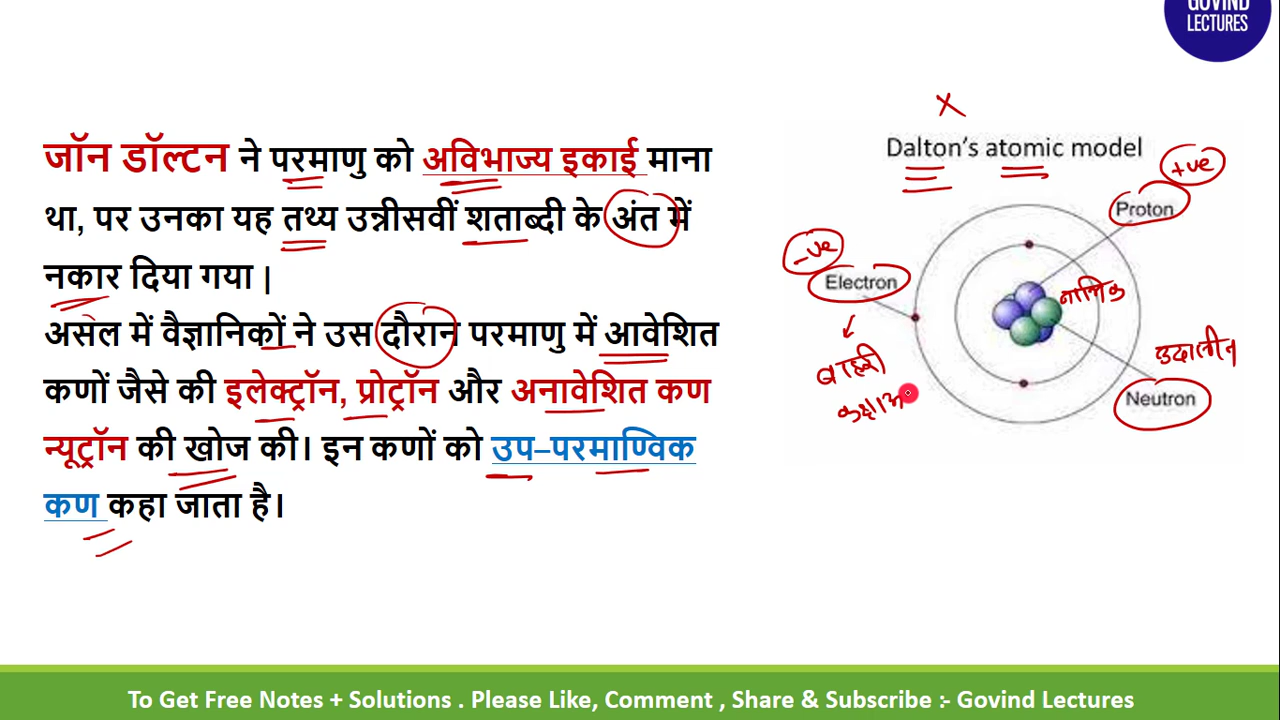 GOVIND
LECTURES
जॉन डॉल्टन ने परमाणु को अविभाज्य इकाई माना
था, पर उनका यह तथ्य उन्नीसवीं शताब्दी के अंत में
नकार दिया गया |
असल में वैज्ञानिकों ने उस दौरान परमाणु में आवेशित
कणों जैसे की इलेक्ट्रॉन, प्रोट्रॉन और अनावेशित कण
न्यूट्रॉन की खोज की। इन कणों को उप–परमाण्विक
कण कहा जाता है।
X
Dalton's atomic model
+ve
Proton
-ve
Electron
नाभिक
बाहरी
उदासीन
Neutron
To Get Free Notes + Solutions . Please Like, Comment , Share & Subscribe :- Govind Lectures